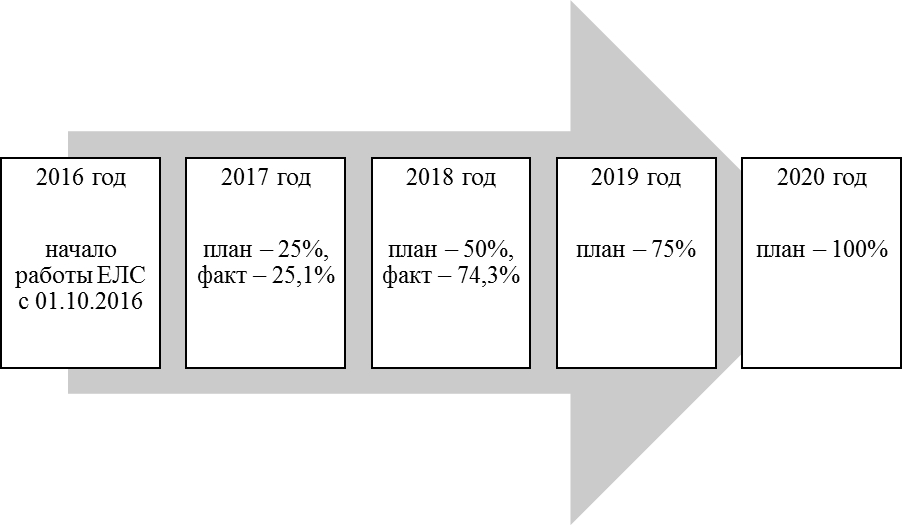 2016 год
начало
работы ЕЛС
с 01.10.2016
2017 год
план – 25%,
факт – 25,1%
2018 год
план – 50%,
факт – 74,3%
2019 год
план – 75%
2020 год
план – 100%